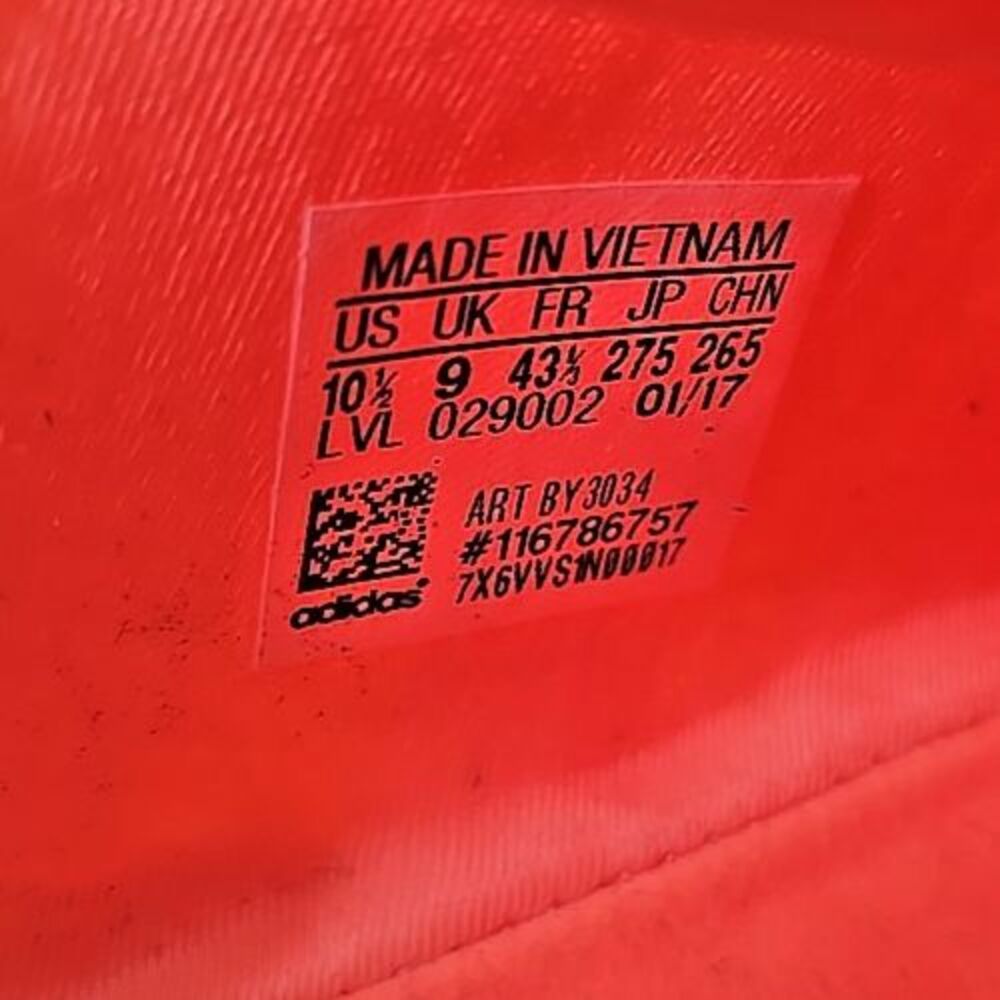 MADE IN VIETNAM
US UK FR JP CHN
10½ 9 43⅓ 275 265
LVL 029002 01/17
ART BY3034
#116786757
7X6VVS1N00017
adidas